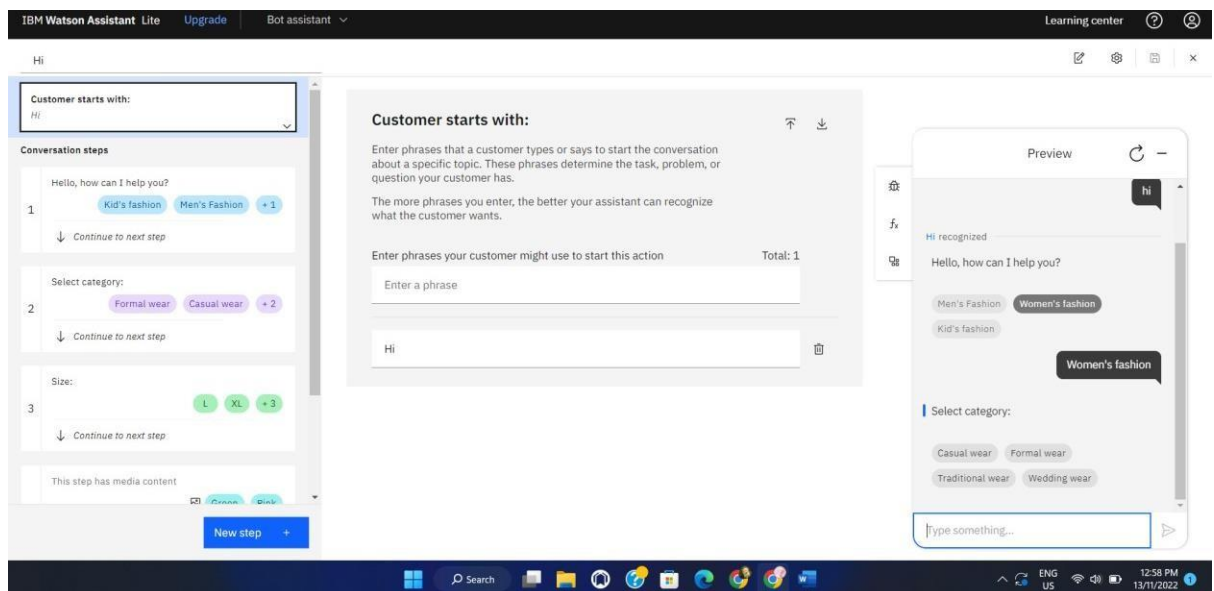 IBM Watson Assistant Lite Upgrade Bot assistant Learning center
Hi
Customer starts with:
Hi
Conversation steps
1
Hello, how can I help you?
Kid's fashion Men's Fashion + 1
Continue to next step
2
Select category:
Formal wear Casual wear + 2
Continue to next step
3
Size:
L XL + 3
Continue to next step
This step has media content
Green Pink
New step +
Customer starts with:
Enter phrases that a customer types or says to start the conversation
about a specific topic. These phrases determine the task, problem, or
question your customer has.
The more phrases you enter, the better your assistant can recognize
what the customer wants.
Enter phrases your customer might use to start this action Total: 1
Enter a phrase
Hi
fx
Preview
hi
Hi recognized
Hello, how can I help you?
Men's Fashion Women's fashion
Kid's fashion
Women's fashion
Select category:
Casual wear Formal wear
Traditional wear Wedding wear
Type something...
Search
ENG
US
12:58 PM
13/11/2022
1